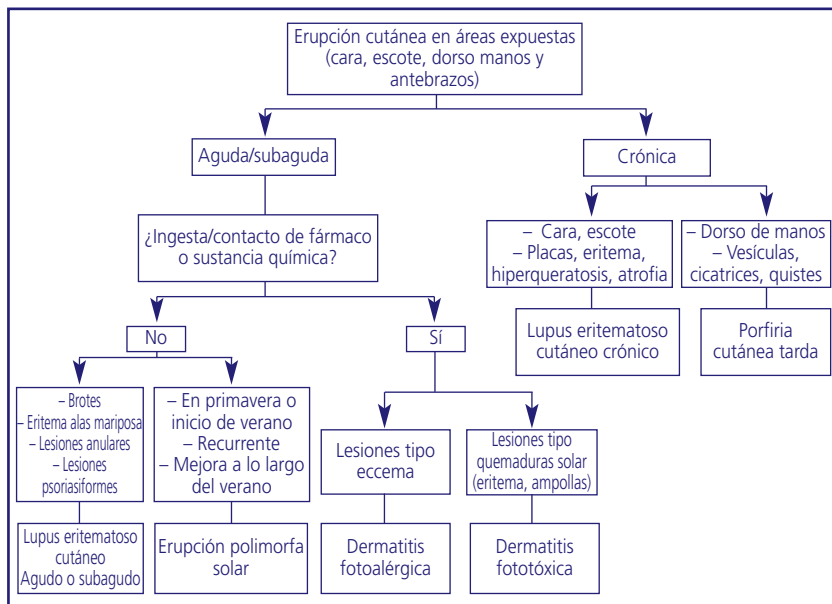 Erupción cutánea en áreas expuestas
(cara, escote, dorso manos y
antebrazos)
Aguda/subaguda
Crónica
¿Ingesta/contacto de fármaco
o sustancia química?
– Cara, escote
– Placas, eritema,
hiperqueratosis, atrofia
– Dorso de manos
– Vesículas,
cicatrices, quistes
No
Sí
Lupus eritematoso
cutáneo crónico
Porfiria
cutánea tarda
– Brotes
– Eritema alas mariposa
– Lesiones anulares
– Lesiones
psoriasiformes
– En primavera o
inicio de verano
– Recurrente
– Mejora a lo largo
del verano
Lesiones tipo
eccema
Lesiones tipo
quemaduras solar
(eritema, ampollas)
Lupus eritematoso
cutáneo
Agudo o subagudo
Erupción polimorfa
solar
Dermatitis
fotoalérgica
Dermatitis
fototóxica